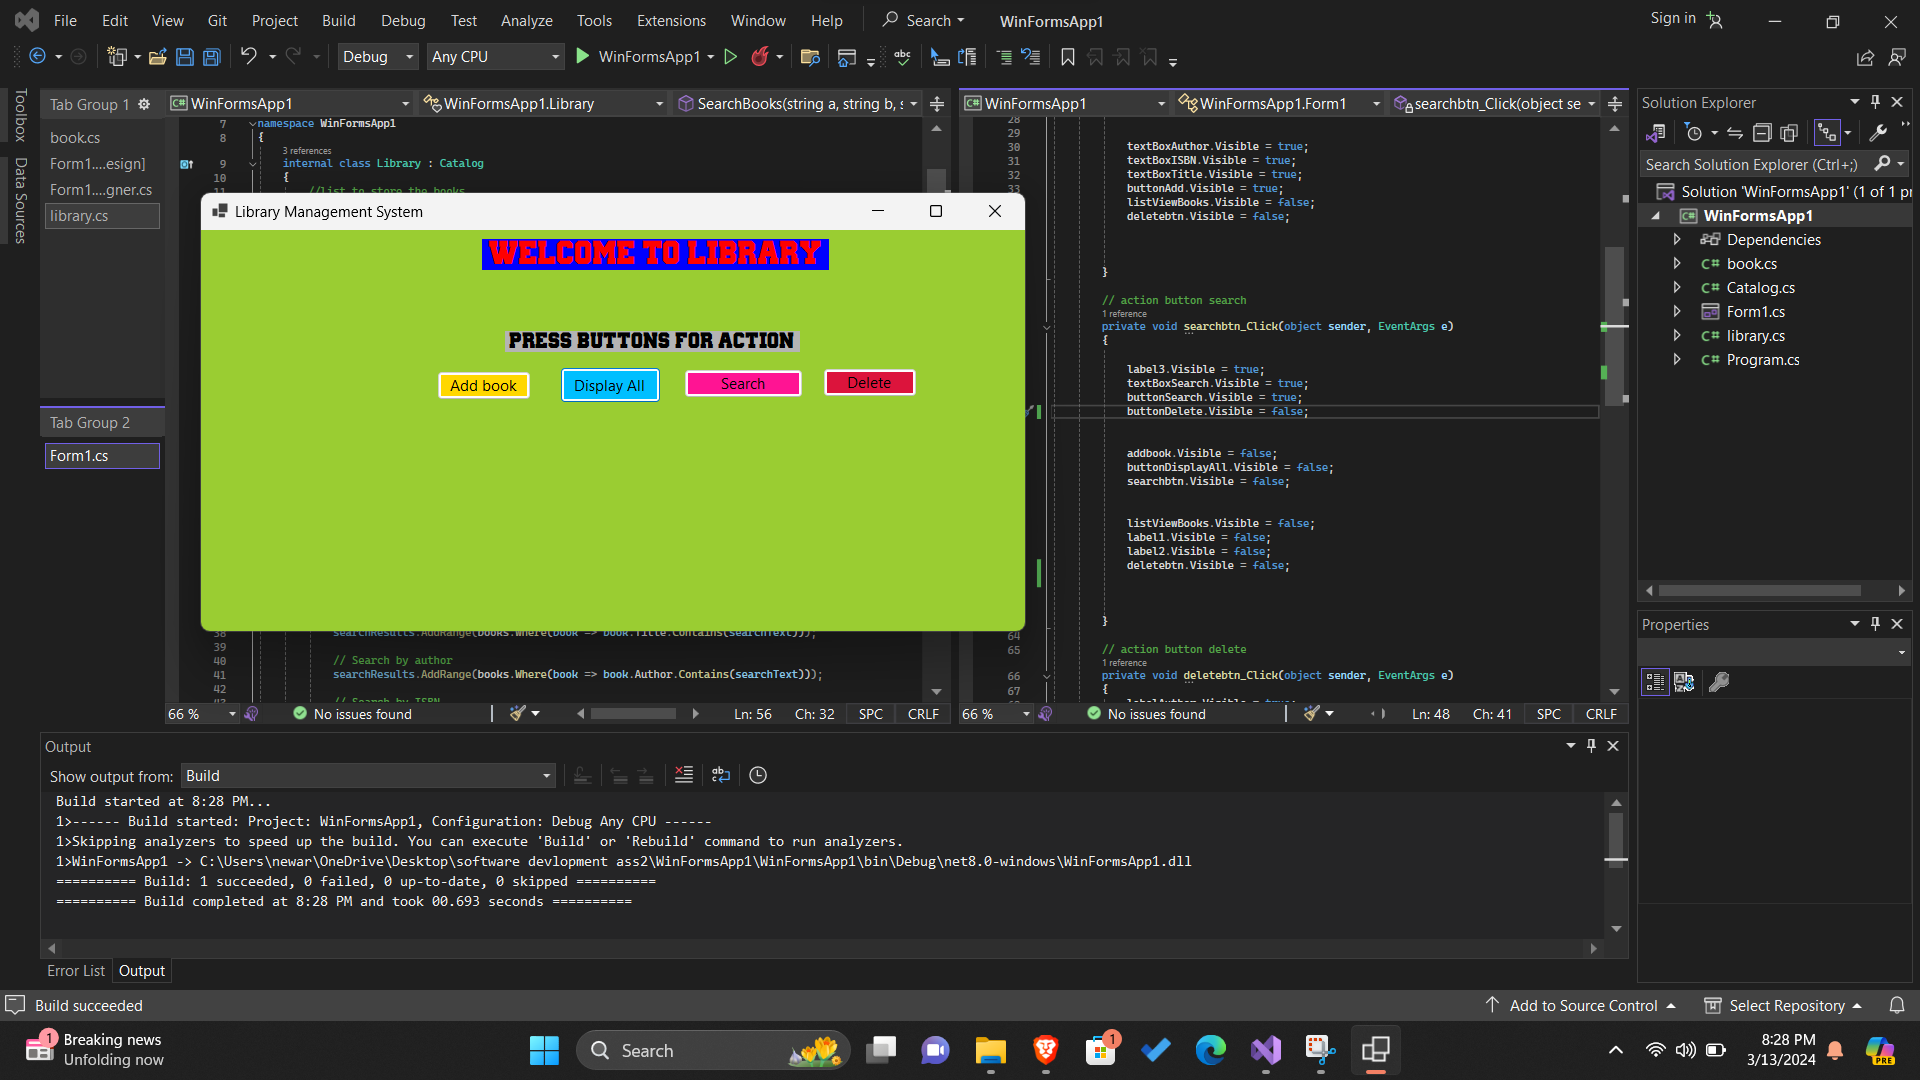 File Edit View Git Project Build Debug Test Analyze Tools Extensions Window Help Search WinFormsApp1 Sign in
Debug Any CPU WinFormsApp1
Toolbox
Data Sources
Tab Group 1
book.cs
Form1....esign]
Form1....gner.cs
library.cs
Tab Group 2
Form1.cs
WinFormsApp1 WinFormsApp1.Library SearchBooks(string a, string b, s
7 namespace WinFormsApp1
8 {
3 references
9 internal class Library : Catalog
10 {
11 //list to store the books
Library Management System
WELCOME TO LIBRARY
PRESS BUTTONS FOR ACTION
Add book Display All Search Delete
38 searchResults.AddRange(books.Where(book => book.Title.Contains(searchText)));
39
40 // Search by author
41 searchResults.AddRange(books.Where(book => book.Author.Contains(searchText)));
42
// Search by ISBN
66 % No issues found Ln: 56 Ch: 32 SPC CRLF
WinFormsApp1 WinFormsApp1.Form1 searchbtn_Click(object se
28
29
30 textBoxAuthor.Visible = true;
31 textBoxISBN.Visible = true;
32 textBoxTitle.Visible = true;
33 buttonAdd.Visible = true;
listViewBooks.Visible = false;
deletebtn.Visible = false;
}
// action button search
1 reference
private void searchbtn_Click(object sender, EventArgs e)
{
label3.Visible = true;
textBoxSearch.Visible = true;
buttonSearch.Visible = true;
buttonDelete.Visible = false;
addbook.Visible = false;
buttonDisplayAll.Visible = false;
searchbtn.Visible = false;
listViewBooks.Visible = false;
label1.Visible = false;
label2.Visible = false;
deletebtn.Visible = false;
}
64
65 // action button delete
1 reference
66 private void deletebtn_Click(object sender, EventArgs e)
67 {
labelAuthor.Visible = true;
66 % No issues found Ln: 48 Ch: 41 SPC CRLF
Solution Explorer
Search Solution Explorer (Ctrl+;)
Solution 'WinFormsApp1' (1 of 1 pr
WinFormsApp1
Dependencies
C# book.cs
C# Catalog.cs
Form1.cs
C# library.cs
C# Program.cs
Properties
Output
Show output from: Build
Build started at 8:28 PM...
1>------ Build started: Project: WinFormsApp1, Configuration: Debug Any CPU ------
1>Skipping analyzers to speed up the build. You can execute 'Build' or 'Rebuild' command to run analyzers.
1>WinFormsApp1 -> C:\Users\newar\OneDrive\Desktop\software devlopment ass2\WinFormsApp1\WinFormsApp1\bin\Debug\net8.0-windows\WinFormsApp1.dll
========== Build: 1 succeeded, 0 failed, 0 up-to-date, 0 skipped ==========
========== Build completed at 8:28 PM and took 00.693 seconds ==========
Error List Output
Build succeeded Add to Source Control Select Repository
1 Breaking news
Unfolding now
Search
1
8:28 PM
3/13/2024
PRE